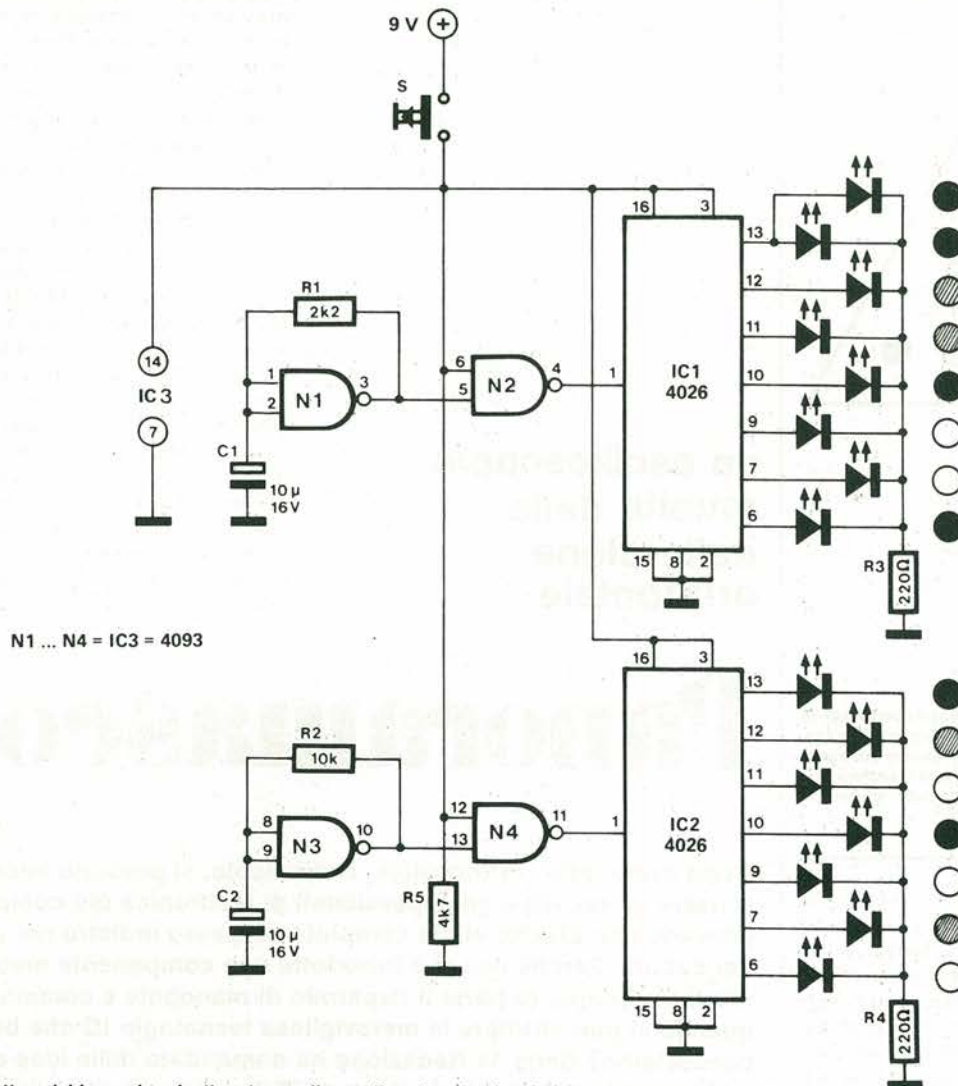 9 V +
S
16 3
13
12
11
10
9
7
6
1
IC1
4026
15 8 2
R3
220Ω
14
IC 3
7
R1
2k2
1
2
N1
3
6
5
N2
4
C1
10 µ
16 V
N1 ... N4 = IC3 = 4093
16 3
13
12
11
10
9
7
6
1
IC2
4026
15 8 2
R4
220Ω
R2
10k
8
9
N3
10
12
13
N4
11
C2
10 µ
16 V
R5
4k7